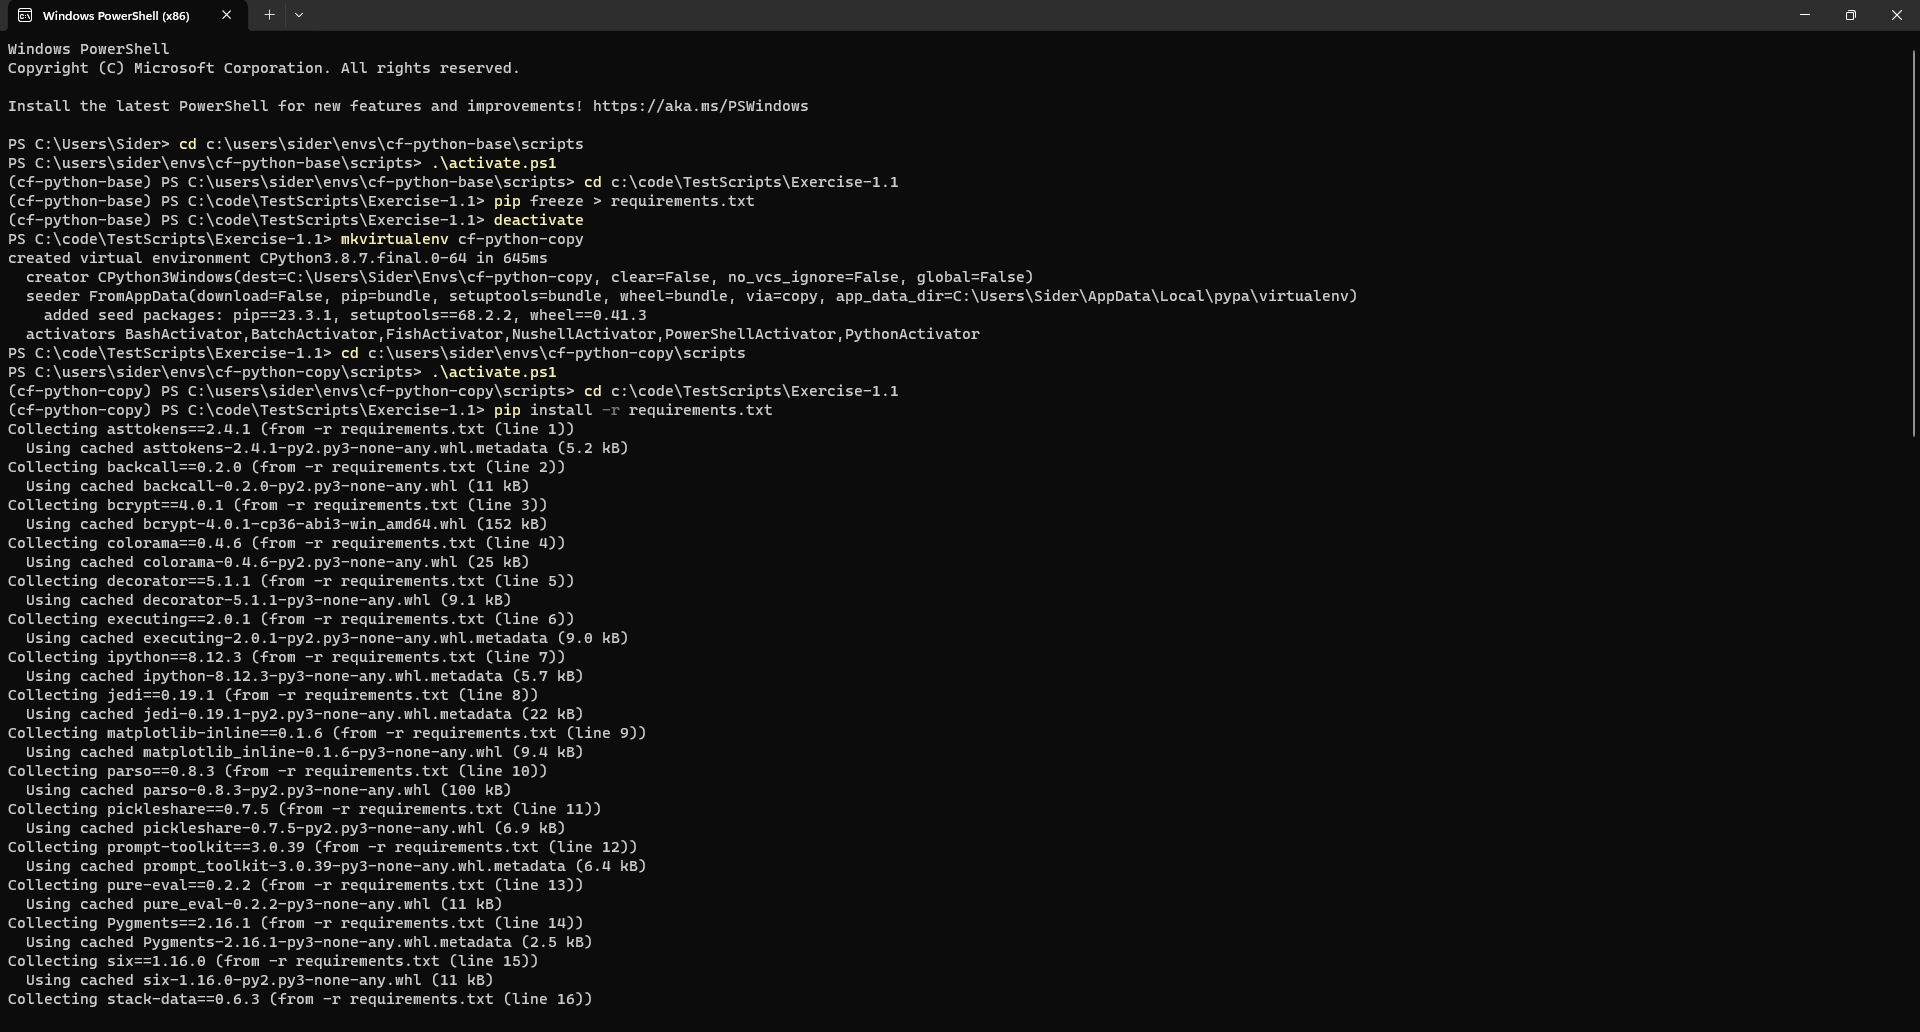 Windows PowerShell (x86)
Windows PowerShell
Copyright (C) Microsoft Corporation. All rights reserved.
Install the latest PowerShell for new features and improvements! https://aka.ms/PSWindows
PS C:\Users\Sider> cd c:\users\sider\envs\cf-python-base\scripts
PS C:\users\sider\envs\cf-python-base\scripts> .\activate.ps1
(cf-python-base) PS C:\users\sider\envs\cf-python-base\scripts> cd c:\code\TestScripts\Exercise-1.1
(cf-python-base) PS C:\code\TestScripts\Exercise-1.1> pip freeze > requirements.txt
(cf-python-base) PS C:\code\TestScripts\Exercise-1.1> deactivate
PS C:\code\TestScripts\Exercise-1.1> mkvirtualenv cf-python-copy
created virtual environment CPython3.8.7.final.0-64 in 645ms
  creator CPython3Windows(dest=C:\Users\Sider\Envs\cf-python-copy, clear=False, no_vcs_ignore=False, global=False)
  seeder FromAppData(download=False, pip=bundle, setuptools=bundle, wheel=bundle, via=copy, app_data_dir=C:\Users\Sider\AppData\Local\pypa\virtualenv)
    added seed packages: pip==23.3.1, setuptools==68.2.2, wheel==0.41.3
  activators BashActivator,BatchActivator,FishActivator,NushellActivator,PowerShellActivator,PythonActivator
PS C:\code\TestScripts\Exercise-1.1> cd c:\users\sider\envs\cf-python-copy\scripts
PS C:\users\sider\envs\cf-python-copy\scripts> .\activate.ps1
(cf-python-copy) PS C:\users\sider\envs\cf-python-copy\scripts> cd c:\code\TestScripts\Exercise-1.1
(cf-python-copy) PS C:\code\TestScripts\Exercise-1.1> pip install -r requirements.txt
Collecting asttokens==2.4.1 (from -r requirements.txt (line 1))
  Using cached asttokens-2.4.1-py2.py3-none-any.whl.metadata (5.2 kB)
Collecting backcall==0.2.0 (from -r requirements.txt (line 2))
  Using cached backcall-0.2.0-py2.py3-none-any.whl (11 kB)
Collecting bcrypt==4.0.1 (from -r requirements.txt (line 3))
  Using cached bcrypt-4.0.1-cp36-abi3-win_amd64.whl (152 kB)
Collecting colorama==0.4.6 (from -r requirements.txt (line 4))
  Using cached colorama-0.4.6-py2.py3-none-any.whl (25 kB)
Collecting decorator==5.1.1 (from -r requirements.txt (line 5))
  Using cached decorator-5.1.1-py3-none-any.whl (9.1 kB)
Collecting executing==2.0.1 (from -r requirements.txt (line 6))
  Using cached executing-2.0.1-py2.py3-none-any.whl.metadata (9.0 kB)
Collecting ipython==8.12.3 (from -r requirements.txt (line 7))
  Using cached ipython-8.12.3-py3-none-any.whl.metadata (5.7 kB)
Collecting jedi==0.19.1 (from -r requirements.txt (line 8))
  Using cached jedi-0.19.1-py2.py3-none-any.whl.metadata (22 kB)
Collecting matplotlib-inline==0.1.6 (from -r requirements.txt (line 9))
  Using cached matplotlib_inline-0.1.6-py3-none-any.whl (9.4 kB)
Collecting parso==0.8.3 (from -r requirements.txt (line 10))
  Using cached parso-0.8.3-py2.py3-none-any.whl (100 kB)
Collecting pickleshare==0.7.5 (from -r requirements.txt (line 11))
  Using cached pickleshare-0.7.5-py2.py3-none-any.whl (6.9 kB)
Collecting prompt-toolkit==3.0.39 (from -r requirements.txt (line 12))
  Using cached prompt_toolkit-3.0.39-py3-none-any.whl.metadata (6.4 kB)
Collecting pure-eval==0.2.2 (from -r requirements.txt (line 13))
  Using cached pure_eval-0.2.2-py3-none-any.whl (11 kB)
Collecting Pygments==2.16.1 (from -r requirements.txt (line 14))
  Using cached Pygments-2.16.1-py3-none-any.whl.metadata (2.5 kB)
Collecting six==1.16.0 (from -r requirements.txt (line 15))
  Using cached six-1.16.0-py2.py3-none-any.whl (11 kB)
Collecting stack-data==0.6.3 (from -r requirements.txt (line 16))